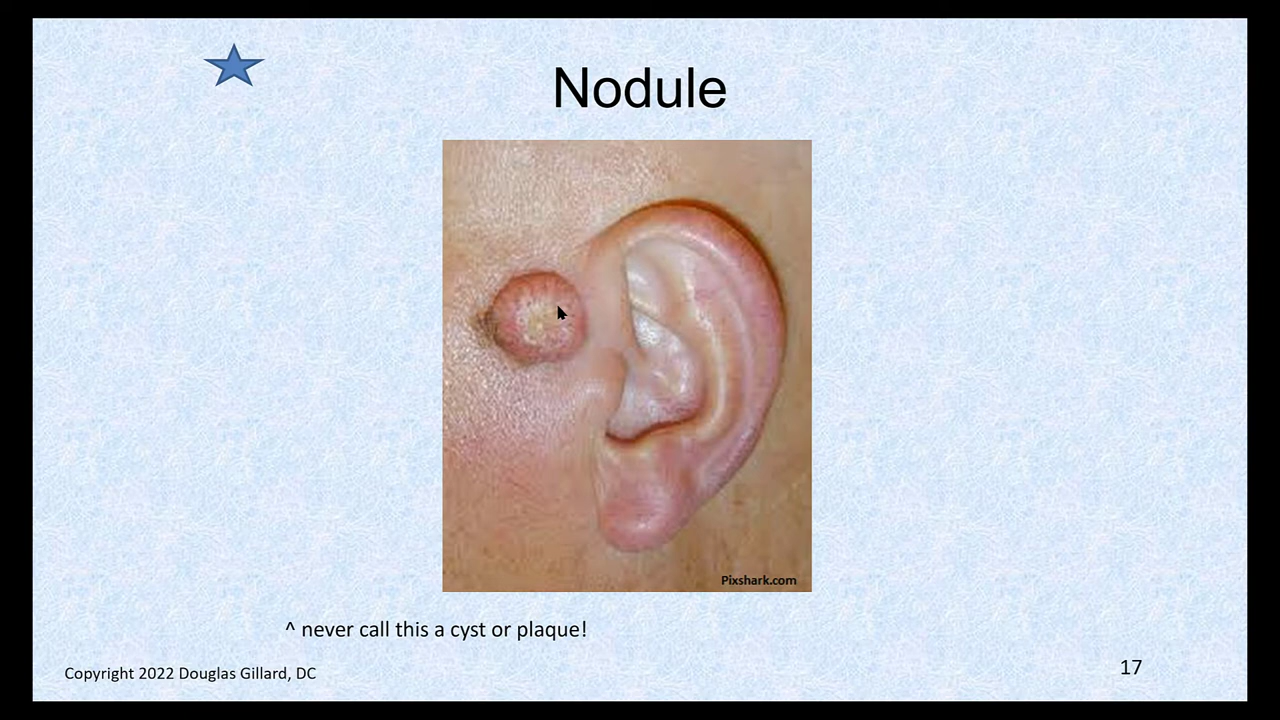 Nodule
Pixshark.com
^ never call this a cyst or plaque!
Copyright 2022 Douglas Gillard, DC
17